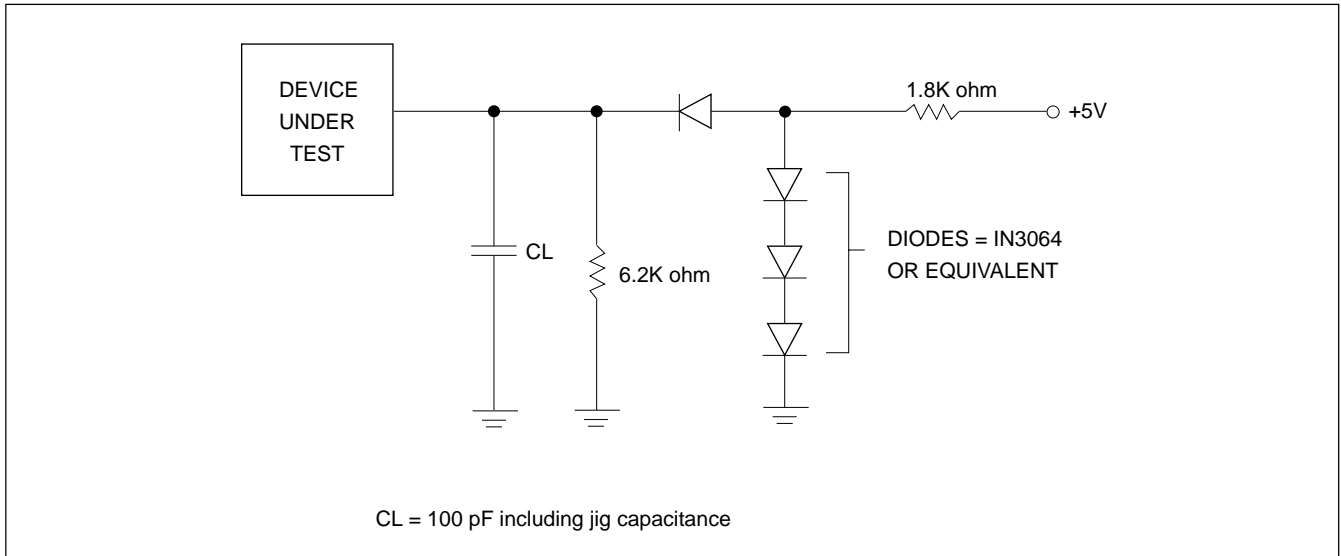 DEVICE
UNDER
TEST
1.8K ohm
+5V
CL
6.2K ohm
DIODES = IN3064
OR EQUIVALENT
CL = 100 pF including jig capacitance